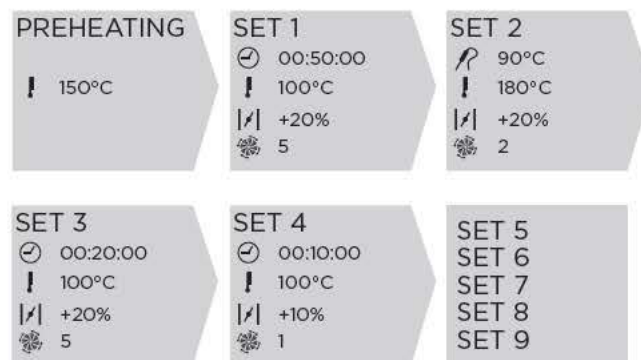 PREHEATING
150°C
SET 1
00:50:00
100°C
+20%
5
SET 2
90°C
180°C
+20%
2
SET 3
00:20:00
100°C
+20%
5
SET 4
00:10:00
100°C
+10%
1
SET 5
SET 6
SET 7
SET 8
SET 9